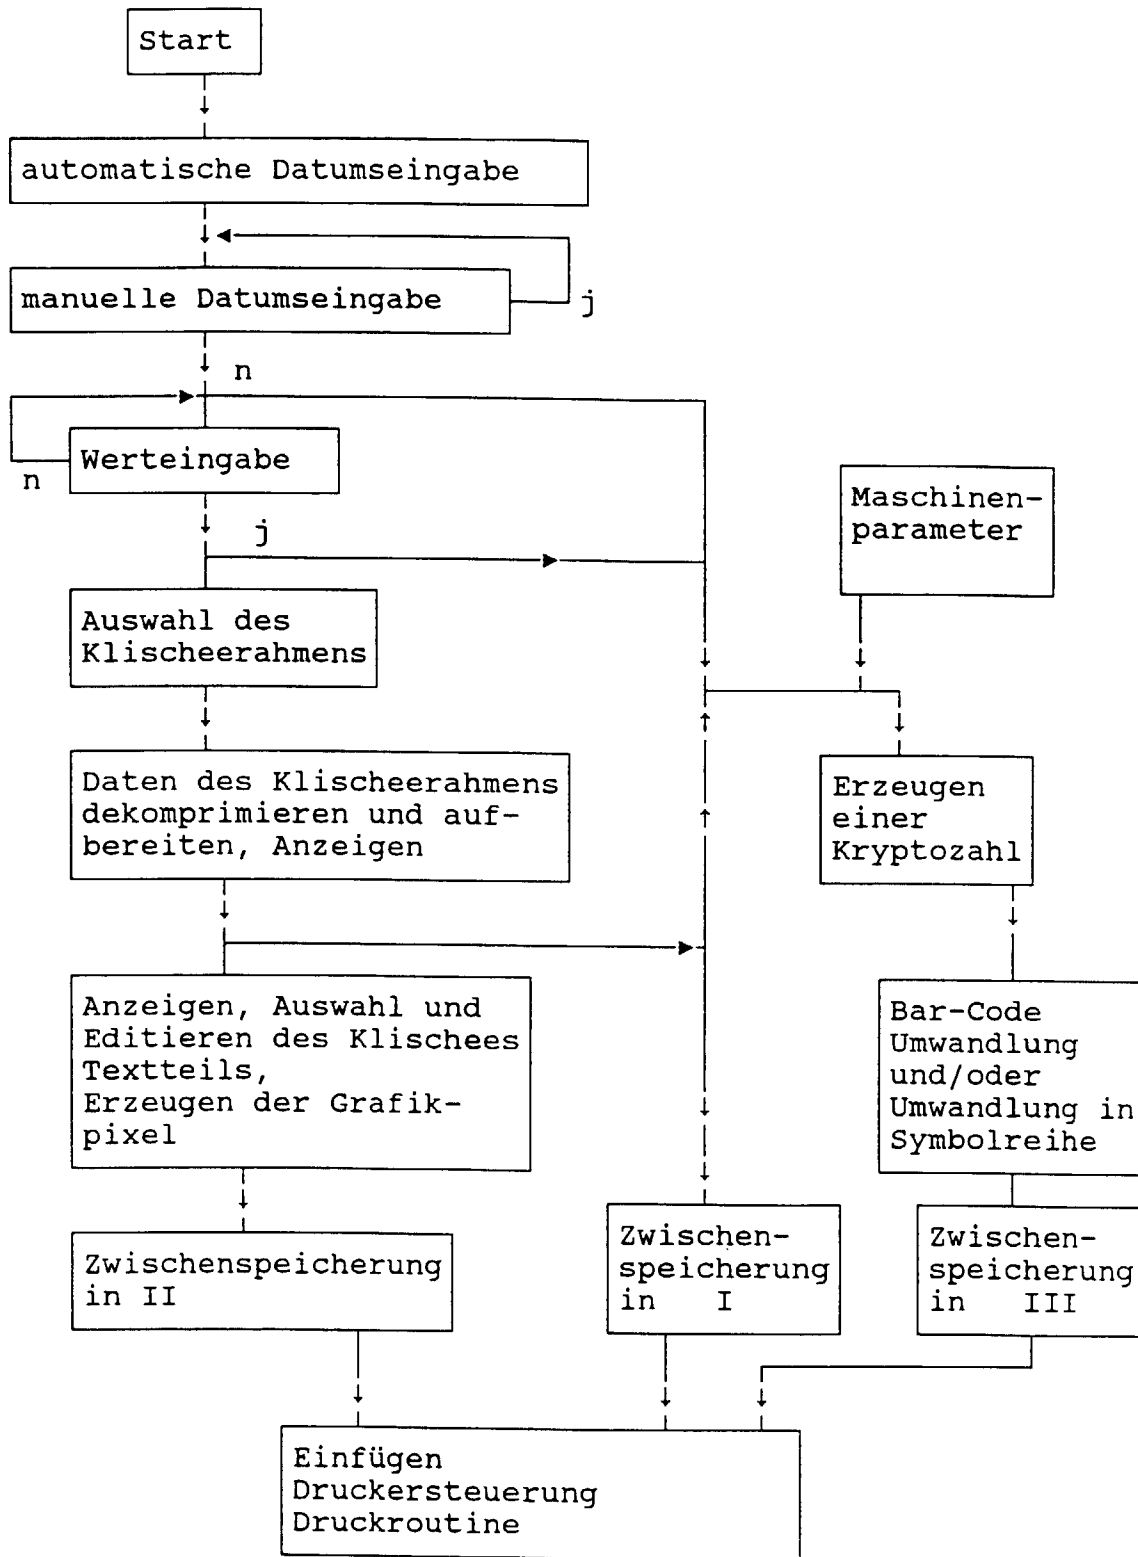 Start
automatische Datumseingabe
manuelle Datumseingabe
j
n
Werteingabe
n
j
Maschinen-
parameter
Auswahl des
Klischeerahmens
Daten des Klischeerahmens
dekomprimieren und auf-
bereiten, Anzeigen
Erzeugen
einer
Kryptozahl
Anzeigen, Auswahl und
Editieren des Klischees
Textteils,
Erzeugen der Grafik-
pixel
Bar-Code
Umwandlung
und/oder
Umwandlung in
Symbolreihe
Zwischenspeicherung
in II
Zwischen-
speicherung
in I
Zwischen-
speicherung
in III
Einfügen
Druckersteuerung
Druckroutine